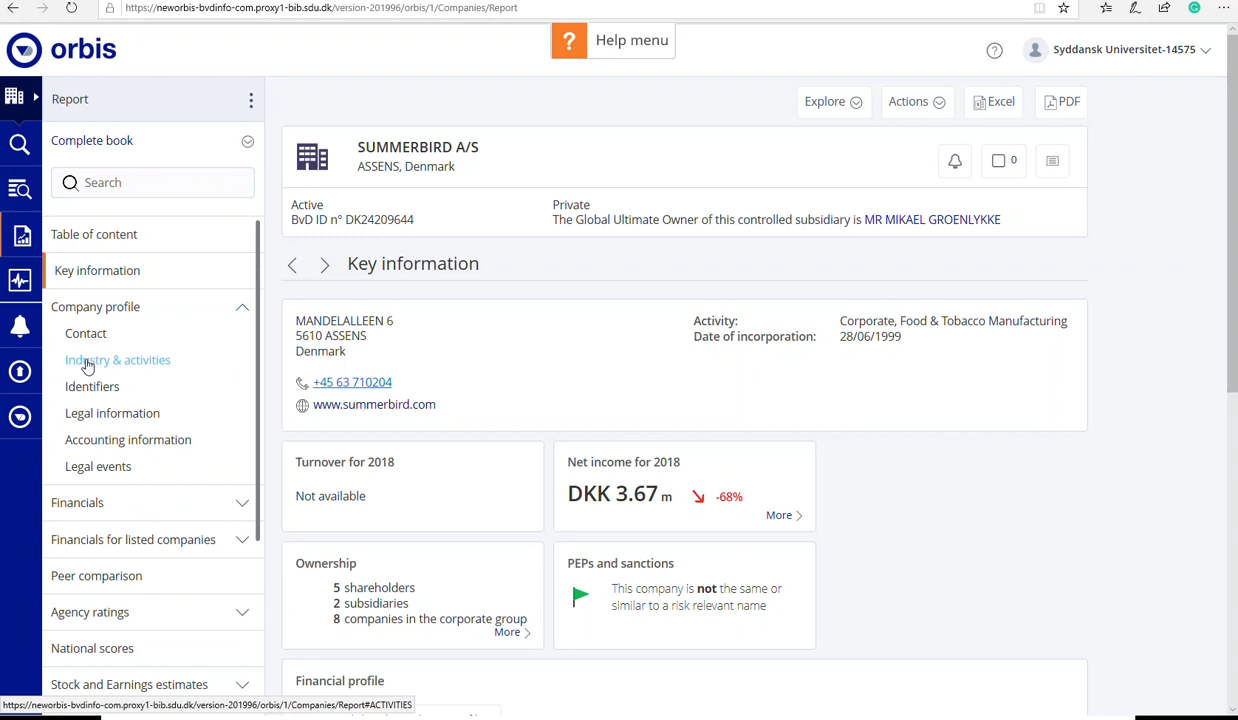 https://neworbis-bvdinfo-com.proxy1-bib.sdu.dk/version-201996/orbis/1/Companies/Report
orbis
? Help menu
Syddansk Universitet-14575
Report
Complete book
Search
Table of content
Key information
Company profile
Contact
Industry & activities
Identifiers
Legal information
Accounting information
Legal events
Financials
Financials for listed companies
Peer comparison
Agency ratings
National scores
Stock and Earnings estimates
https://neworbis-bvdinfo-com.proxy1-bib.sdu.dk/version-201996/orbis/1/Companies/Report#ACTIVITIES
Explore
Actions
Excel
PDF
SUMMERBIRD A/S
ASSENS, Denmark
0
Active
BvD ID n° DK24209644
Private
The Global Ultimate Owner of this controlled subsidiary is MR MIKAEL GROENLYKKE
Key information
MANDELALLEEN 6
5610 ASSENS
Denmark
+45 63 710204
www.summerbird.com
Activity: Corporate, Food & Tobacco Manufacturing
Date of incorporation: 28/06/1999
Turnover for 2018
Not available
Net income for 2018
DKK 3.67 m -68%
More
Ownership
5 shareholders
2 subsidiaries
8 companies in the corporate group
More
PEPs and sanctions
This company is not the same or
similar to a risk relevant name
Financial profile